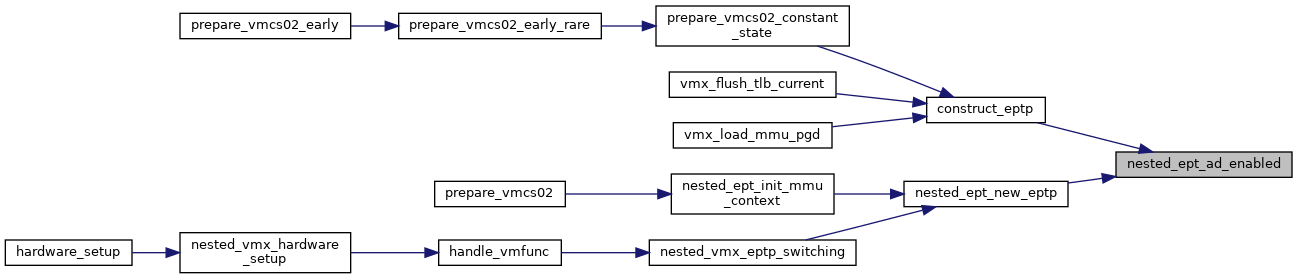 prepare_vmcs02_early
prepare_vmcs02_early_rare
prepare_vmcs02_constant
_state
vmx_flush_tlb_current
construct_eptp
vmx_load_mmu_pgd
nested_ept_ad_enabled
prepare_vmcs02
nested_ept_init_mmu
_context
nested_ept_new_eptp
hardware_setup
nested_vmx_hardware
_setup
handle_vmfunc
nested_vmx_eptp_switching